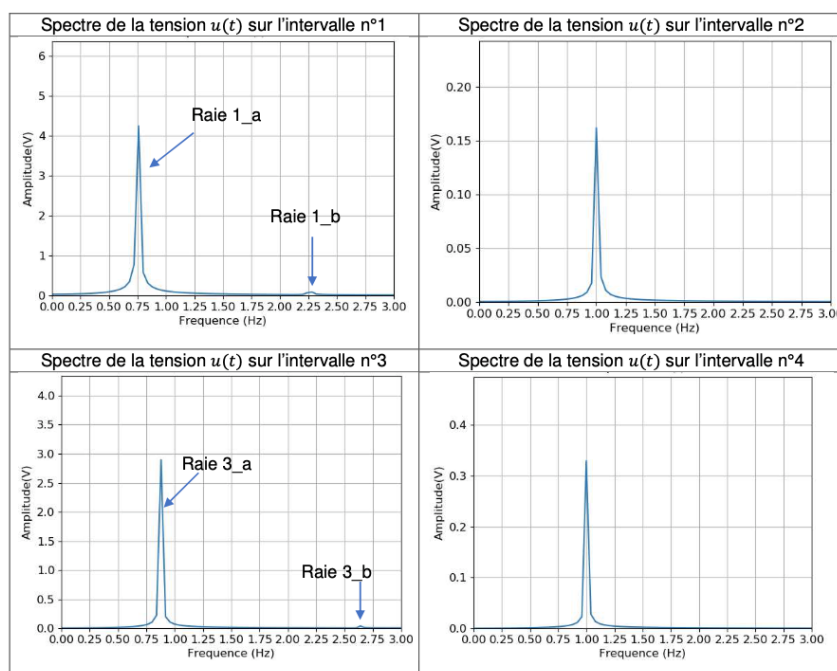 Spectre de la tension u(t) sur l'intervalle n°1
Spectre de la tension u(t) sur l'intervalle n°2
6
5
4
3
2
1
0
Amplitude(V)
Raie 1_a
Raie 1_b
0.00 0.25 0.50 0.75 1.00 1.25 1.50 1.75 2.00 2.25 2.50 2.75 3.00
Frequence (Hz)
0.20
0.15
0.10
0.05
0.00
Amplitude(V)
0.00 0.25 0.50 0.75 1.00 1.25 1.50 1.75 2.00 2.25 2.50 2.75 3.00
Frequence (Hz)
Spectre de la tension u(t) sur l'intervalle n°3
Spectre de la tension u(t) sur l'intervalle n°4
4.0
3.5
3.0
2.5
2.0
1.5
1.0
0.5
0.0
Amplitude(V)
Raie 3_a
Raie 3_b
0.00 0.25 0.50 0.75 1.00 1.25 1.50 1.75 2.00 2.25 2.50 2.75 3.00
Frequence (Hz)
0.4
0.3
0.2
0.1
0.0
Amplitude(V)
0.00 0.25 0.50 0.75 1.00 1.25 1.50 1.75 2.00 2.25 2.50 2.75 3.00
Frequence (Hz)